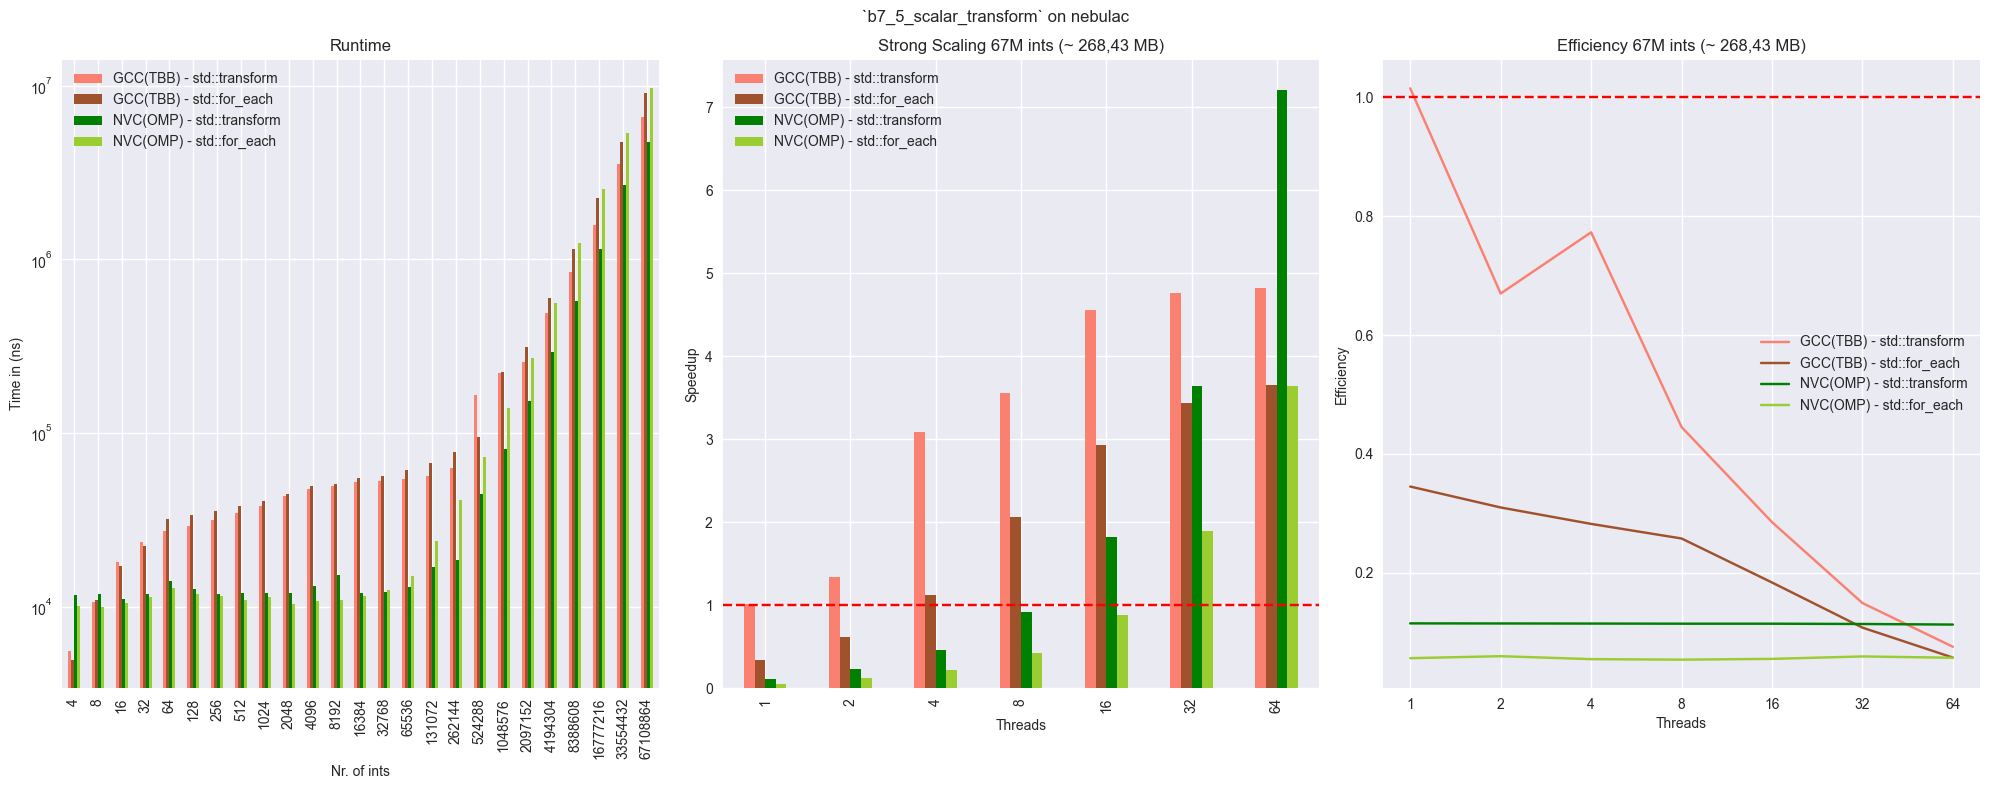 `b7_5_scalar_transform` on nebulac
Runtime
GCC(TBB) - std::transform
GCC(TBB) - std::for_each
NVC(OMP) - std::transform
NVC(OMP) - std::for_each
10^7
10^6
10^5
10^4
Time in (ns)
4 8 16 32 64 128 256 512 1024 2048 4096 8192 16384 32768 65536 131072 262144 524288 1048576 2097152 4194304 8388608 16777216 33554432 67108864
Nr. of ints
Strong Scaling 67M ints (~ 268,43 MB)
GCC(TBB) - std::transform
GCC(TBB) - std::for_each
NVC(OMP) - std::transform
NVC(OMP) - std::for_each
7
6
5
4
3
2
1
0
Speedup
1 2 4 8 16 32 64
Threads
Efficiency 67M ints (~ 268,43 MB)
1.0
0.8
0.6
0.4
0.2
Efficiency
GCC(TBB) - std::transform
GCC(TBB) - std::for_each
NVC(OMP) - std::transform
NVC(OMP) - std::for_each
1 2 4 8 16 32 64
Threads